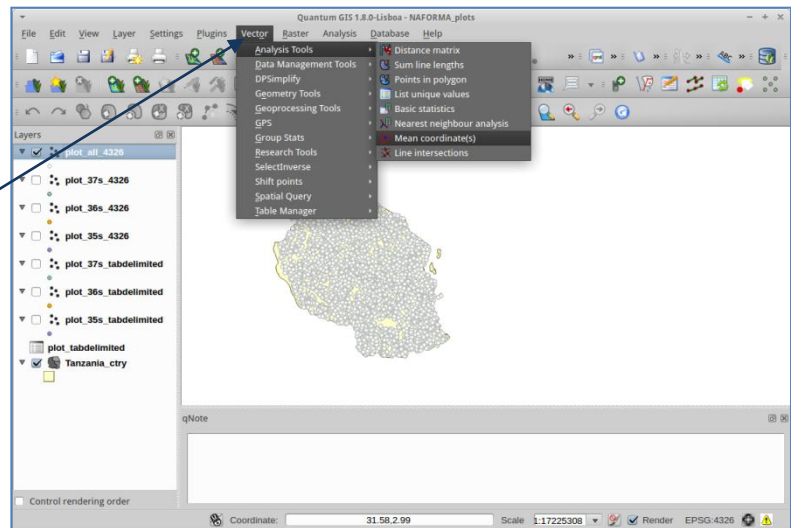 Quantum GIS 1.8.0-Lisboa - NAFORMA_plots
File Edit View Layer Settings Plugins Vector Raster Analysis Database Help
Analysis Tools
Data Management Tools
DPSimplify
Geometry Tools
Geoprocessing Tools
GPS
Group Stats
Research Tools
SelectInverse
Shift points
Spatial Query
Table Manager
Distance matrix
Sum line lengths
Points in polygon
List unique values
Basic statistics
Nearest neighbour analysis
Mean coordinate(s)
Line intersections
Layers
plot_all_4326
plot_37s_4326
plot_36s_4326
plot_35s_4326
plot_37s_tabdelimited
plot_36s_tabdelimited
plot_35s_tabdelimited
plot_tabdelimited
Tanzania_ctry
qNote
Control rendering order
Coordinate: 31.58,2.99 Scale 1:17225308 Render EPSG:4326